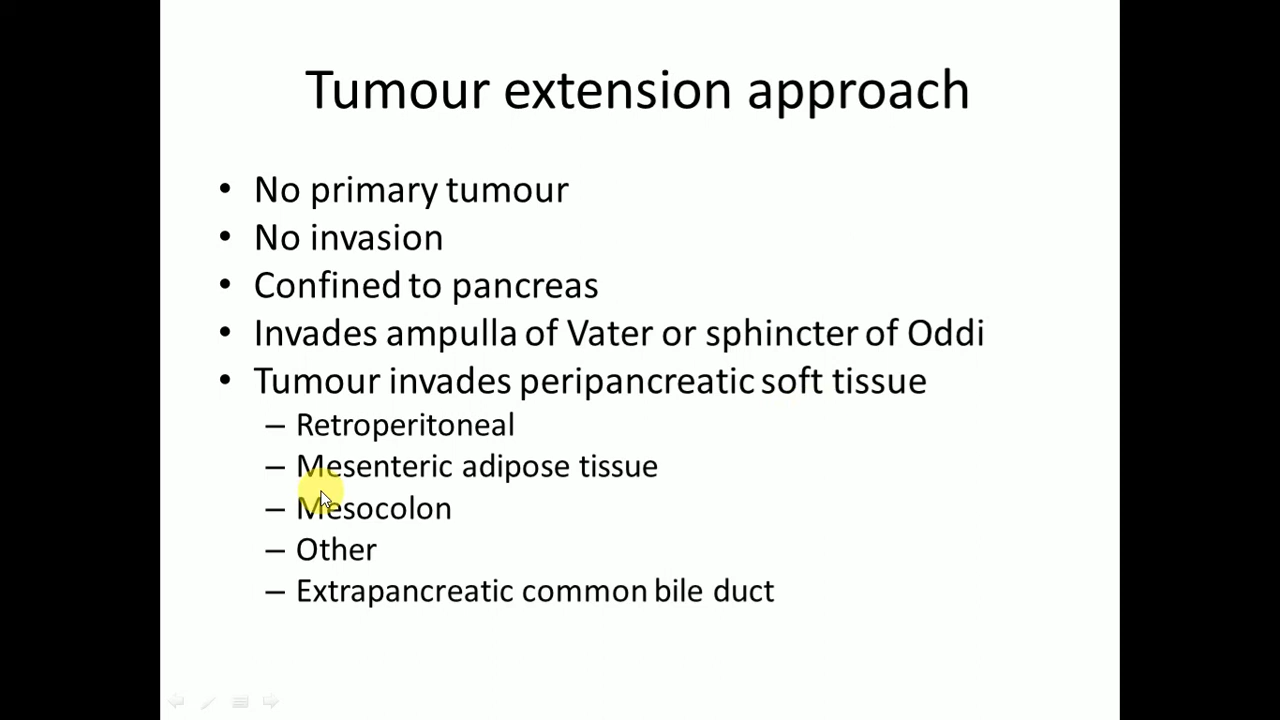 Tumour extension approach
• No primary tumour
• No invasion
• Confined to pancreas
• Invades ampulla of Vater or sphincter of Oddi
• Tumour invades peripancreatic soft tissue
– Retroperitoneal
– Mesenteric adipose tissue
– Mesocolon
– Other
– Extrapancreatic common bile duct